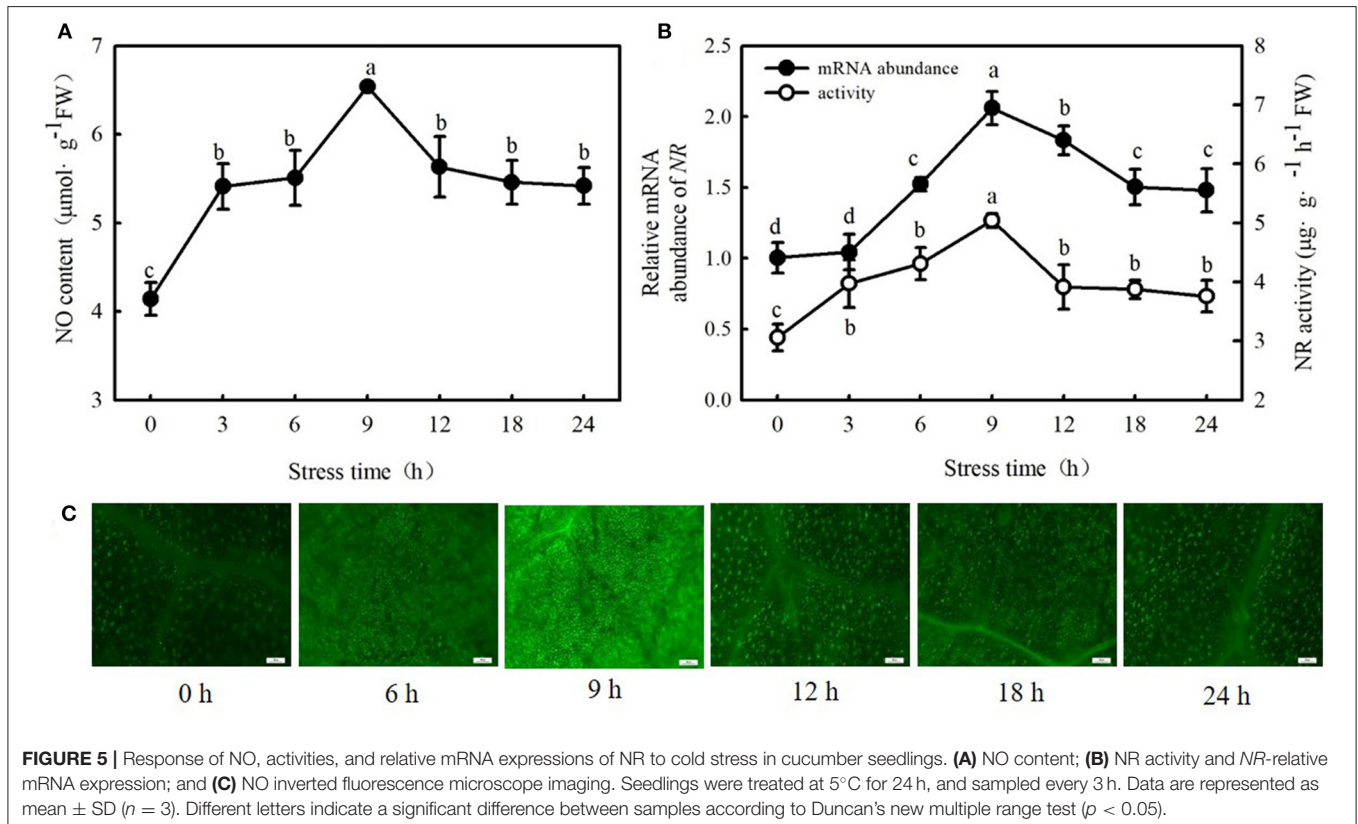 A
NO content (μmol· g⁻¹FW)
7
6
5
4
3
c
b
b
a
b
b
b
0 3 6 9 12 18 24
Stress time (h)
B
Relative mRNA
abundance of NR
2.5
2.0
1.5
1.0
0.5
0.0
mRNA abundance
activity
d
d
c
a
b
c
c
c
b
b
a
b
b
b
8
7
6
5
4
3
2
NR activity (μg· g· ⁻¹ h⁻¹ FW)
0 3 6 9 12 18 24
Stress time (h)
C
0 h 6 h 9 h 12 h 18 h 24 h
FIGURE 5 | Response of NO, activities, and relative mRNA expressions of NR to cold stress in cucumber seedlings. (A) NO content; (B) NR activity and NR-relative
mRNA expression; and (C) NO inverted fluorescence microscope imaging. Seedlings were treated at 5°C for 24 h, and sampled every 3 h. Data are represented as
mean ± SD (n = 3). Different letters indicate a significant difference between samples according to Duncan's new multiple range test (p < 0.05).